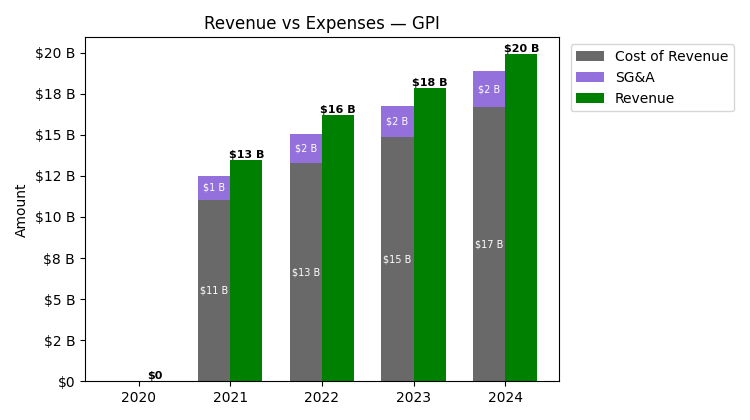 Revenue vs Expenses — GPI
$20 B
$18 B
$15 B
$12 B
$10 B
$8 B
$5 B
$2 B
$0
Amount
$0
$13 B
$1 B
$11 B
$16 B
$2 B
$13 B
$18 B
$2 B
$15 B
$20 B
$2 B
$17 B
2020 2021 2022 2023 2024
Cost of Revenue
SG&A
Revenue